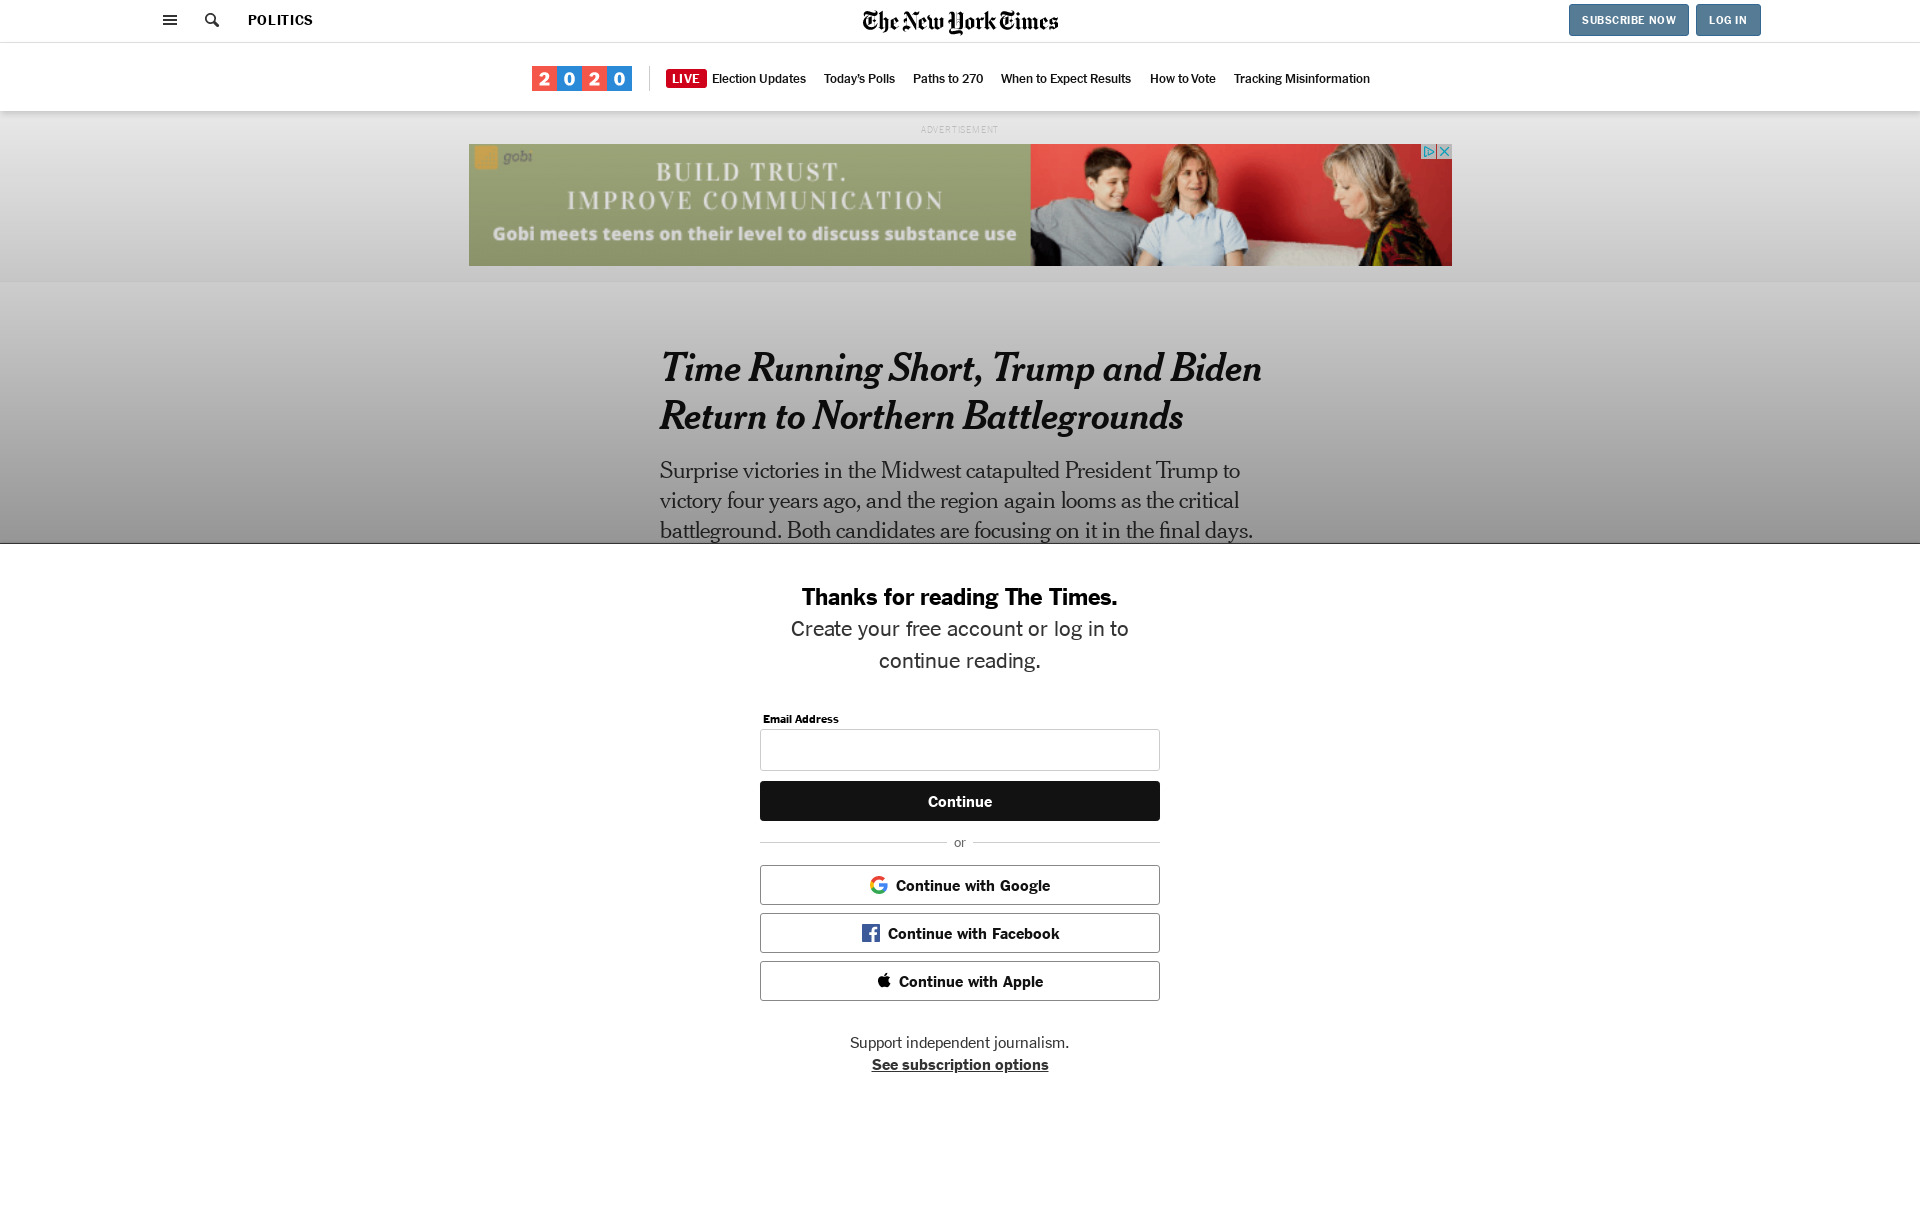 POLITICS
The New York Times
SUBSCRIBE NOW
LOG IN
2020
LIVE Election Updates
Today's Polls
Paths to 270
When to Expect Results
How to Vote
Tracking Misinformation
ADVERTISEMENT
gobi
BUILD TRUST.
IMPROVE COMMUNICATION
Gobi meets teens on their level to discuss substance use
Time Running Short, Trump and Biden
Return to Northern Battlegrounds
Surprise victories in the Midwest catapulted President Trump to
victory four years ago, and the region again looms as the critical
battleground. Both candidates are focusing on it in the final days.
Thanks for reading The Times.
Create your free account or log in to
continue reading.
Email Address
Continue
or
Continue with Google
Continue with Facebook
Continue with Apple
Support independent journalism.
See subscription options